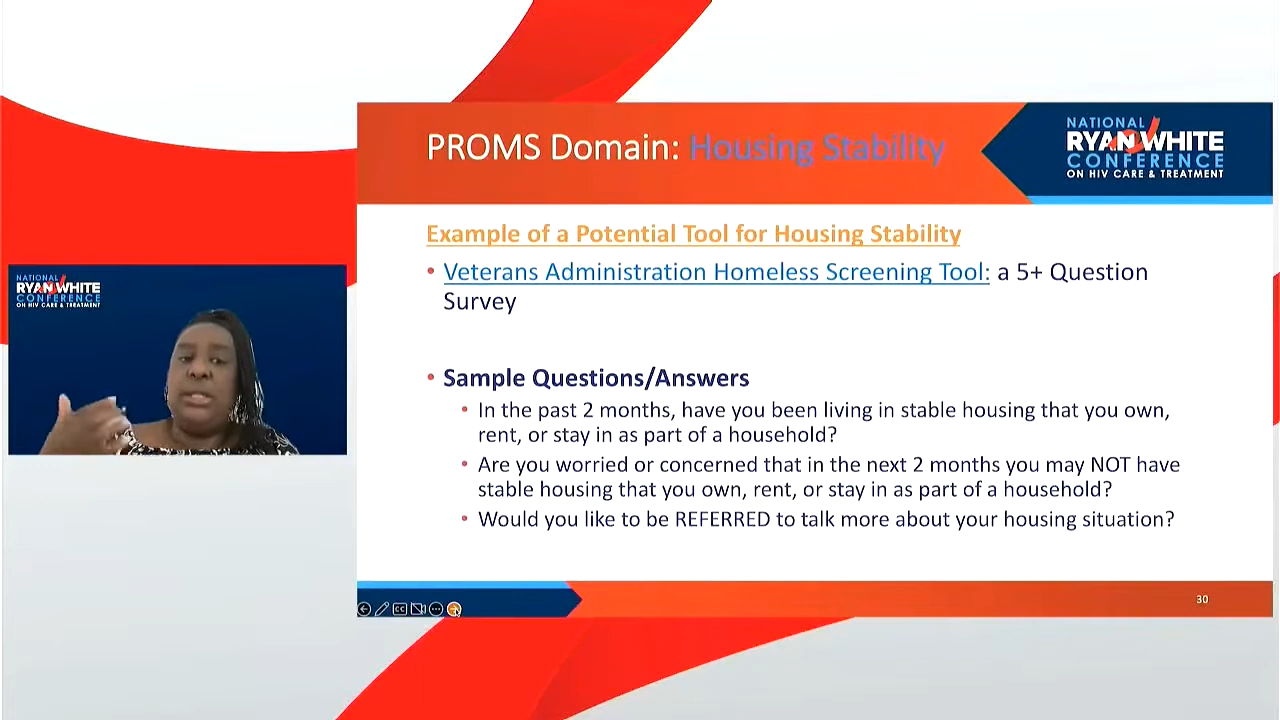 PROMS Domain: Housing Stability
NATIONAL
RYAN WHITE
CONFERENCE
ON HIV CARE & TREATMENT
Example of a Potential Tool for Housing Stability
• Veterans Administration Homeless Screening Tool: a 5+ Question
Survey
NATIONAL
RYAN WHITE
CONFERENCE
ON HIV CARE & TREATMENT
• Sample Questions/Answers
• In the past 2 months, have you been living in stable housing that you own,
rent, or stay in as part of a household?
• Are you worried or concerned that in the next 2 months you may NOT have
stable housing that you own, rent, or stay in as part of a household?
• Would you like to be REFERRED to talk more about your housing situation?
CC
30